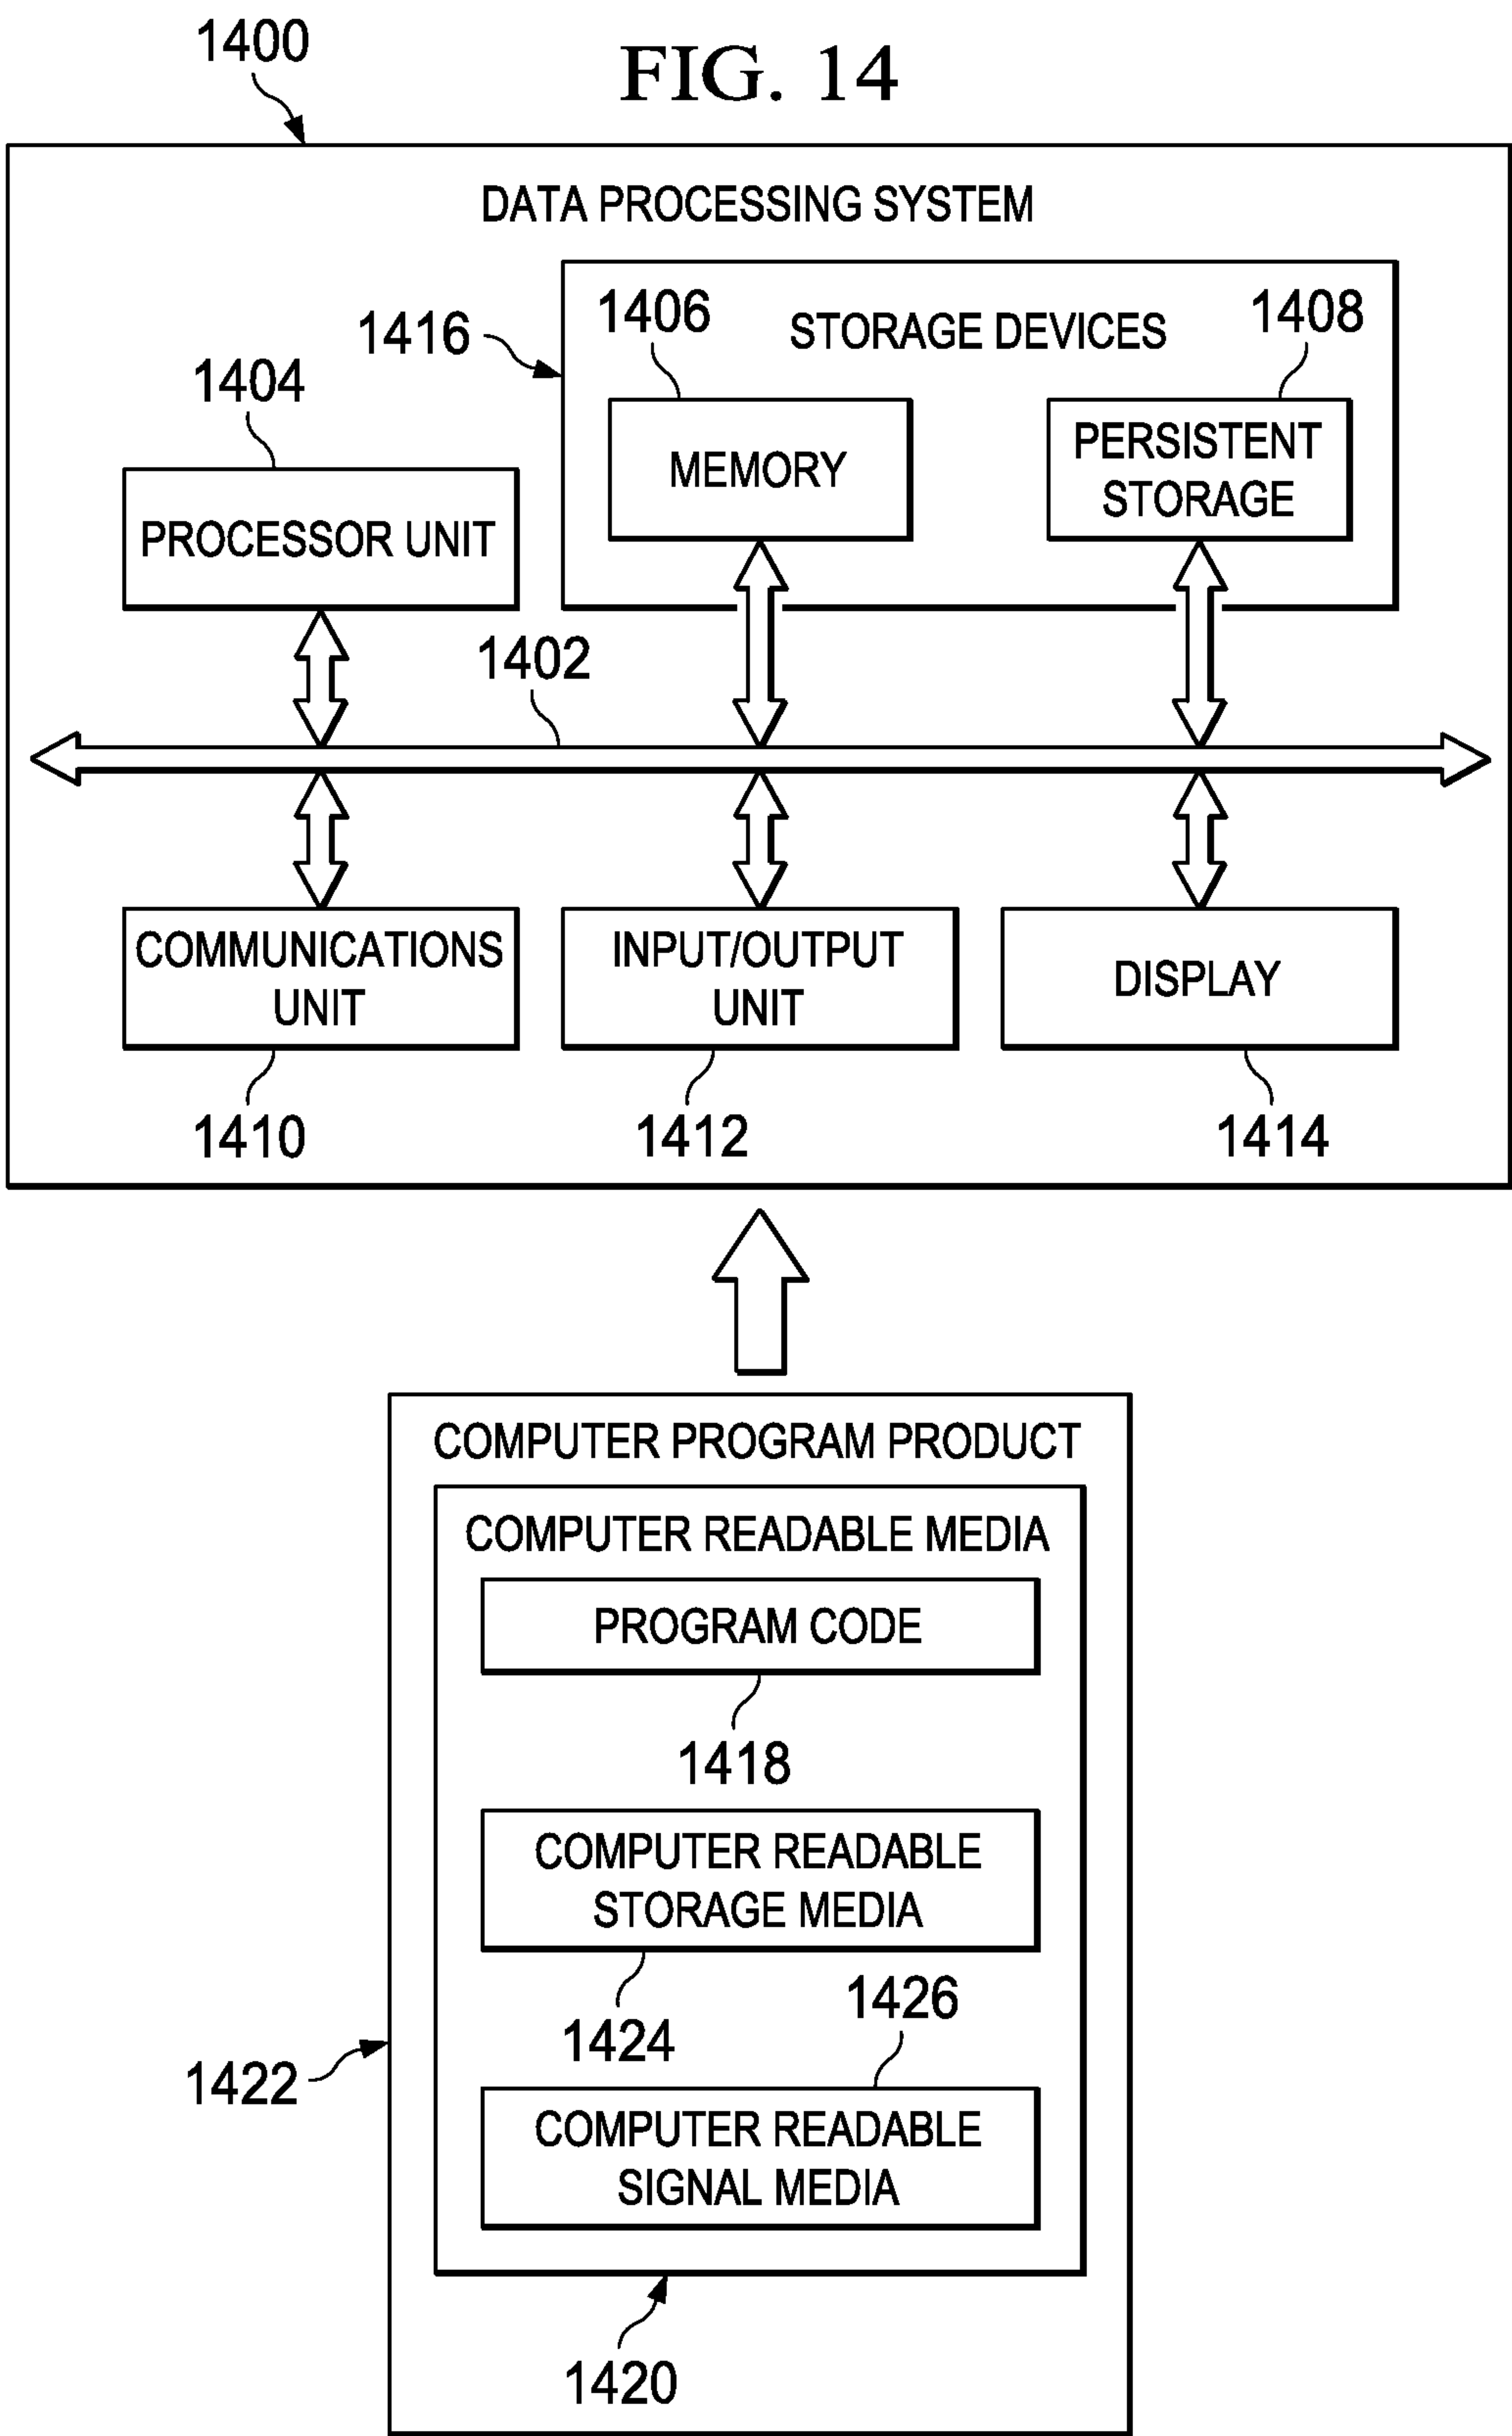 1400
FIG. 14
DATA PROCESSING SYSTEM
1416
1406
STORAGE DEVICES
1408
1404
MEMORY
PERSISTENT
STORAGE
PROCESSOR UNIT
1402
COMMUNICATIONS
UNIT
INPUT/OUTPUT
UNIT
DISPLAY
1410
1412
1414
COMPUTER PROGRAM PRODUCT
COMPUTER READABLE MEDIA
PROGRAM CODE
1418
COMPUTER READABLE
STORAGE MEDIA
1424
1426
1422
COMPUTER READABLE
SIGNAL MEDIA
1420